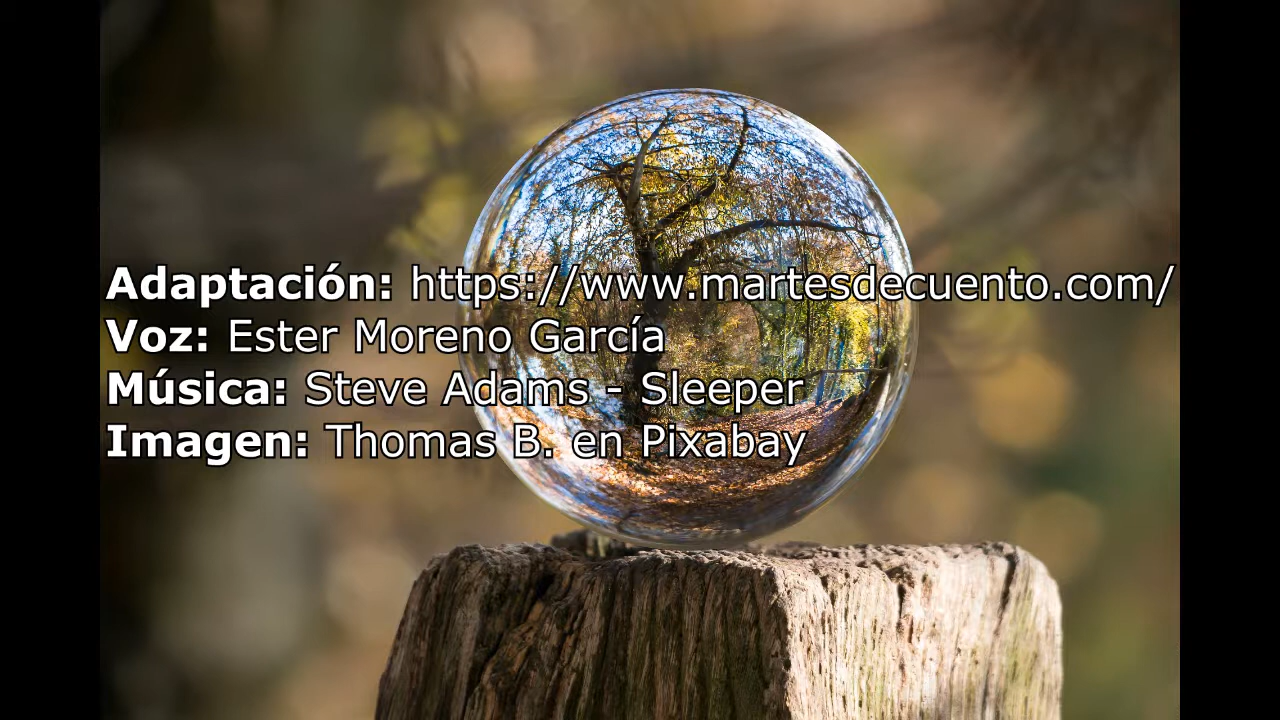 Adaptación: https://www.martesdecuento.com/
Voz: Ester Moreno García
Música: Steve Adams - Sleeper
Imagen: Thomas B. en Pixabay